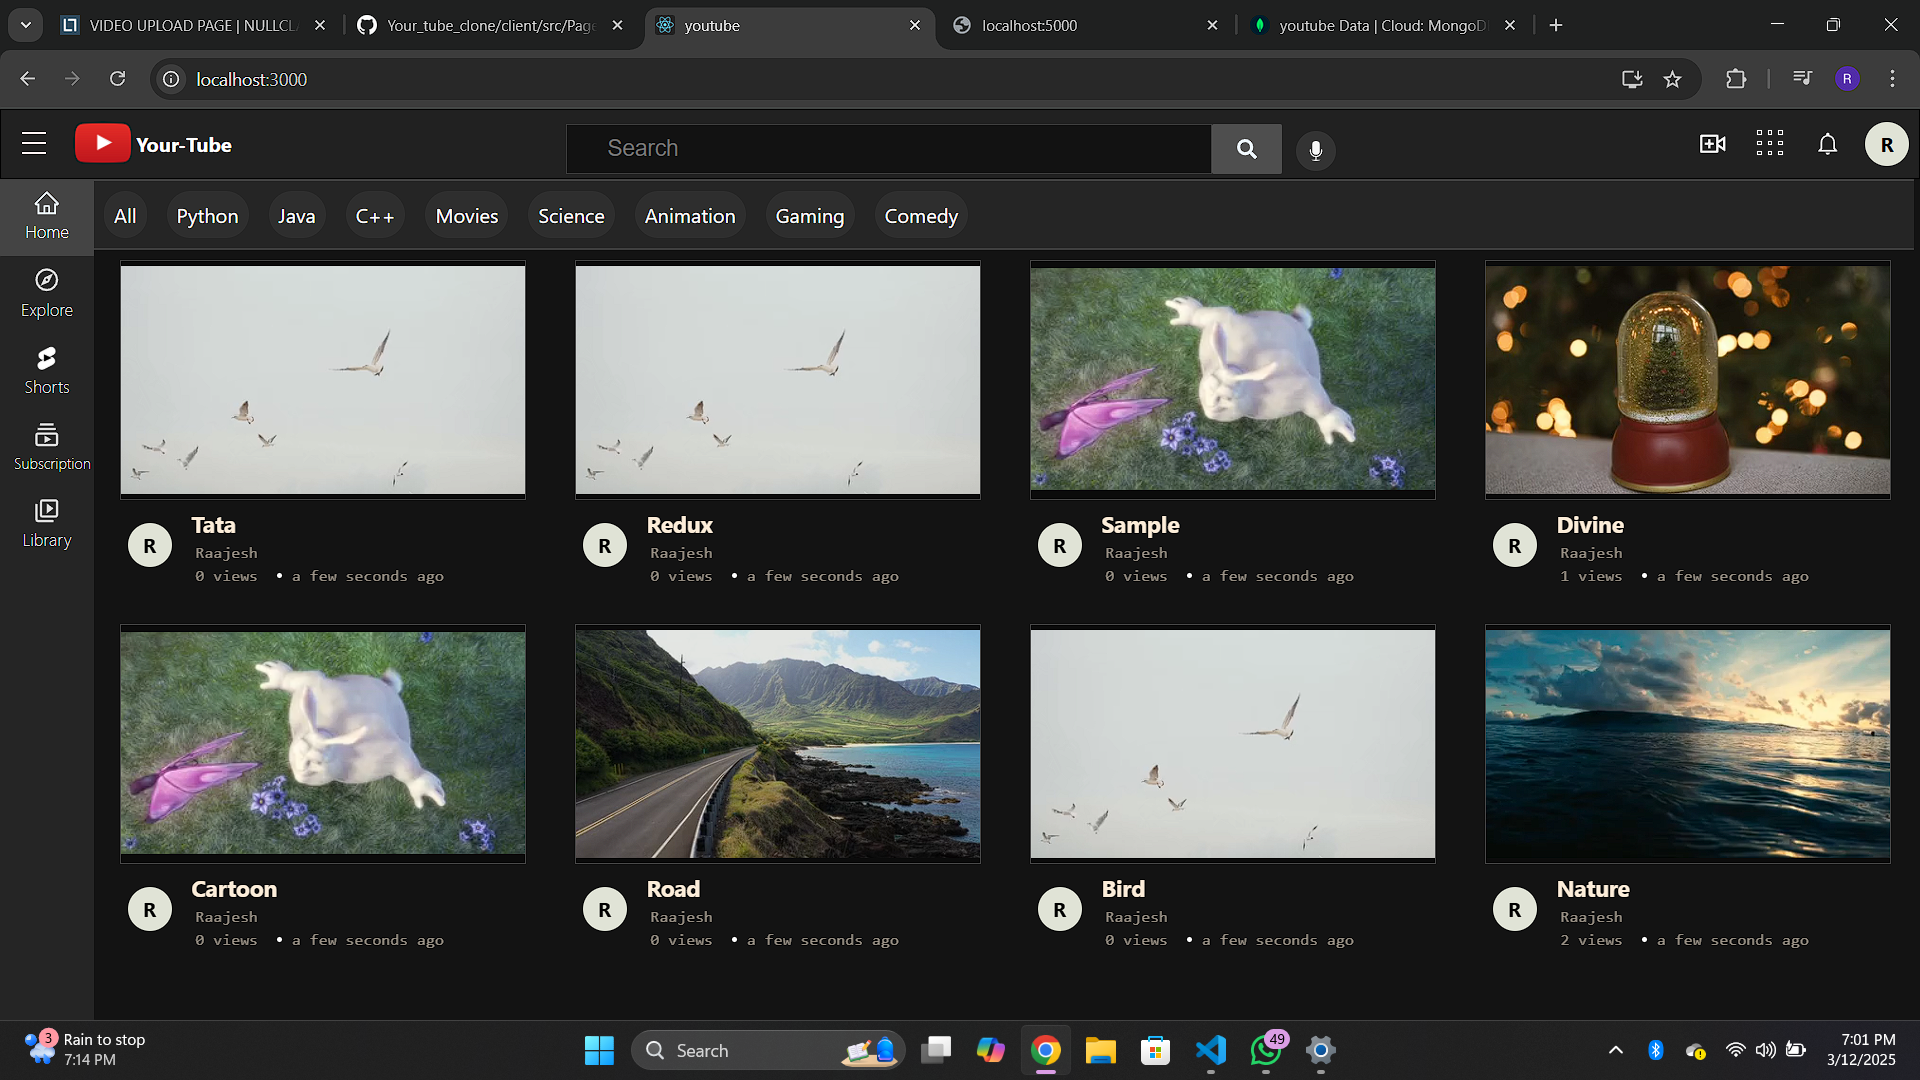 VIDEO UPLOAD PAGE | NULLCL
Your_tube_clone/client/src/Page
youtube
localhost:5000
youtube Data | Cloud: MongoD
localhost:3000
R
Your-Tube
Search
R
All
Python
Java
C++
Movies
Science
Animation
Gaming
Comedy
Home
Explore
Shorts
Subscription
Library
R
Tata
Raajesh
0 views • a few seconds ago
R
Redux
Raajesh
0 views • a few seconds ago
R
Sample
Raajesh
0 views • a few seconds ago
R
Divine
Raajesh
1 views • a few seconds ago
R
Cartoon
Raajesh
0 views • a few seconds ago
R
Road
Raajesh
0 views • a few seconds ago
R
Bird
Raajesh
0 views • a few seconds ago
R
Nature
Raajesh
2 views • a few seconds ago
3
Rain to stop
7:14 PM
Search
49
7:01 PM
3/12/2025